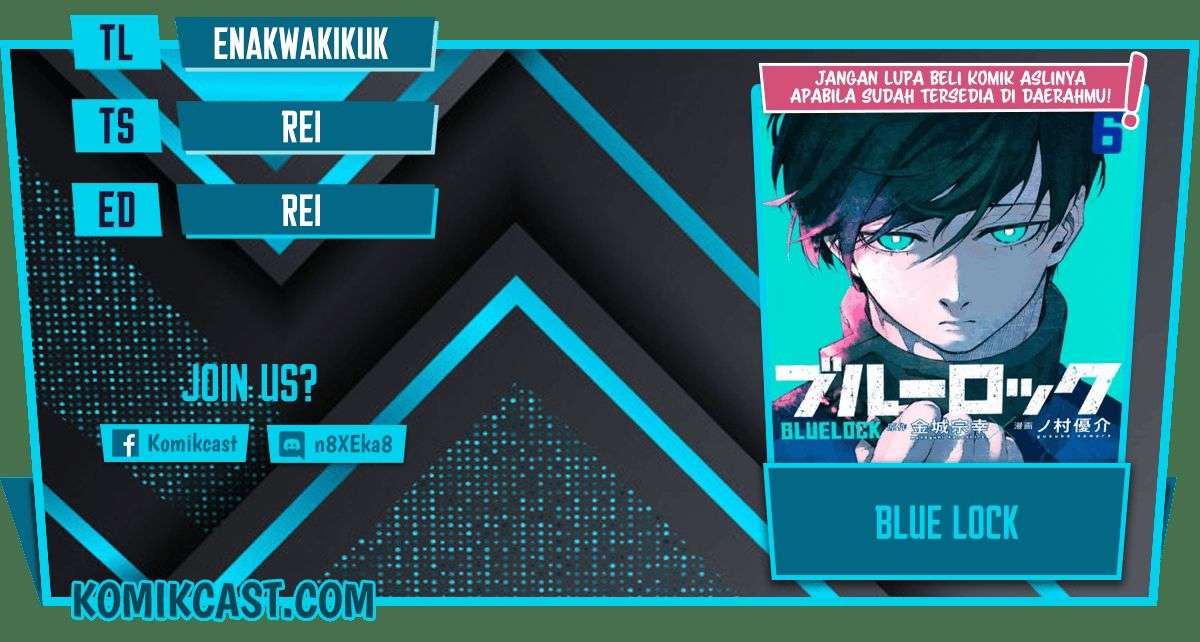 TL ENAKWAKIKUK
TS REI
ED REI
JOIN US?
Komikcast n8XEka8
KOMIKCAST.COM
JANGAN LUPA BELI KOMIK ASLINYA
APABILA SUDAH TERSEDIA DI DAERAHMU!
6
ブルーロック
BLUELOCK 原作 金城宗幸 漫画 ノ村優介
BLUE LOCK